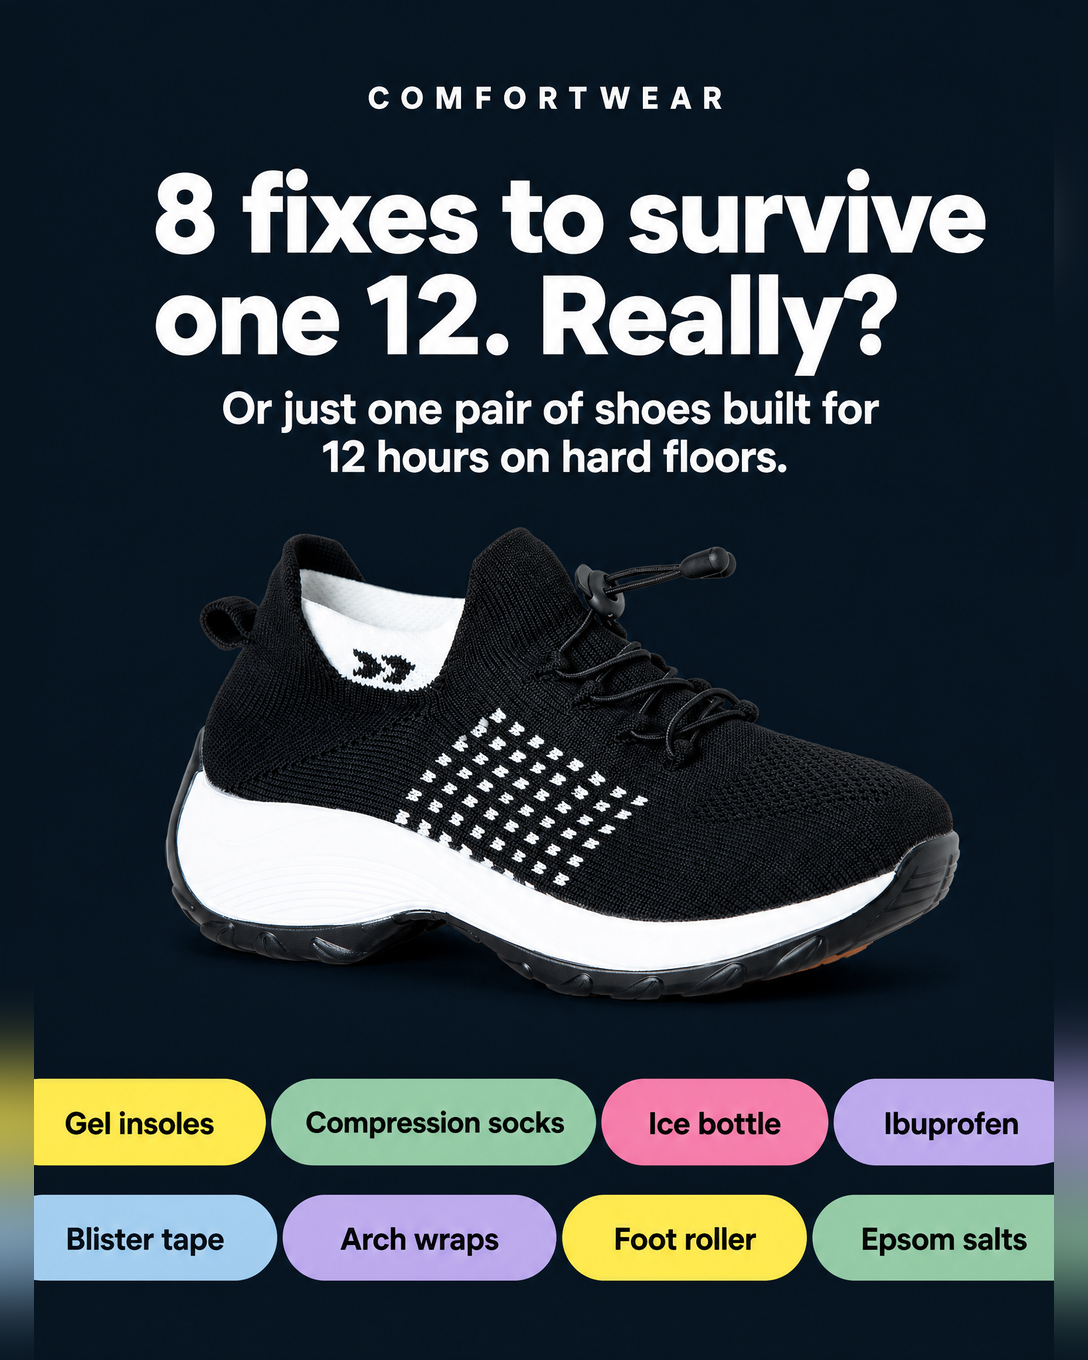 COMFORTWEAR
8 fixes to survive
one 12. Really?
Or just one pair of shoes built for
12 hours on hard floors.
Gel insoles
Compression socks
Ice bottle
Ibuprofen
Blister tape
Arch wraps
Foot roller
Epsom salts